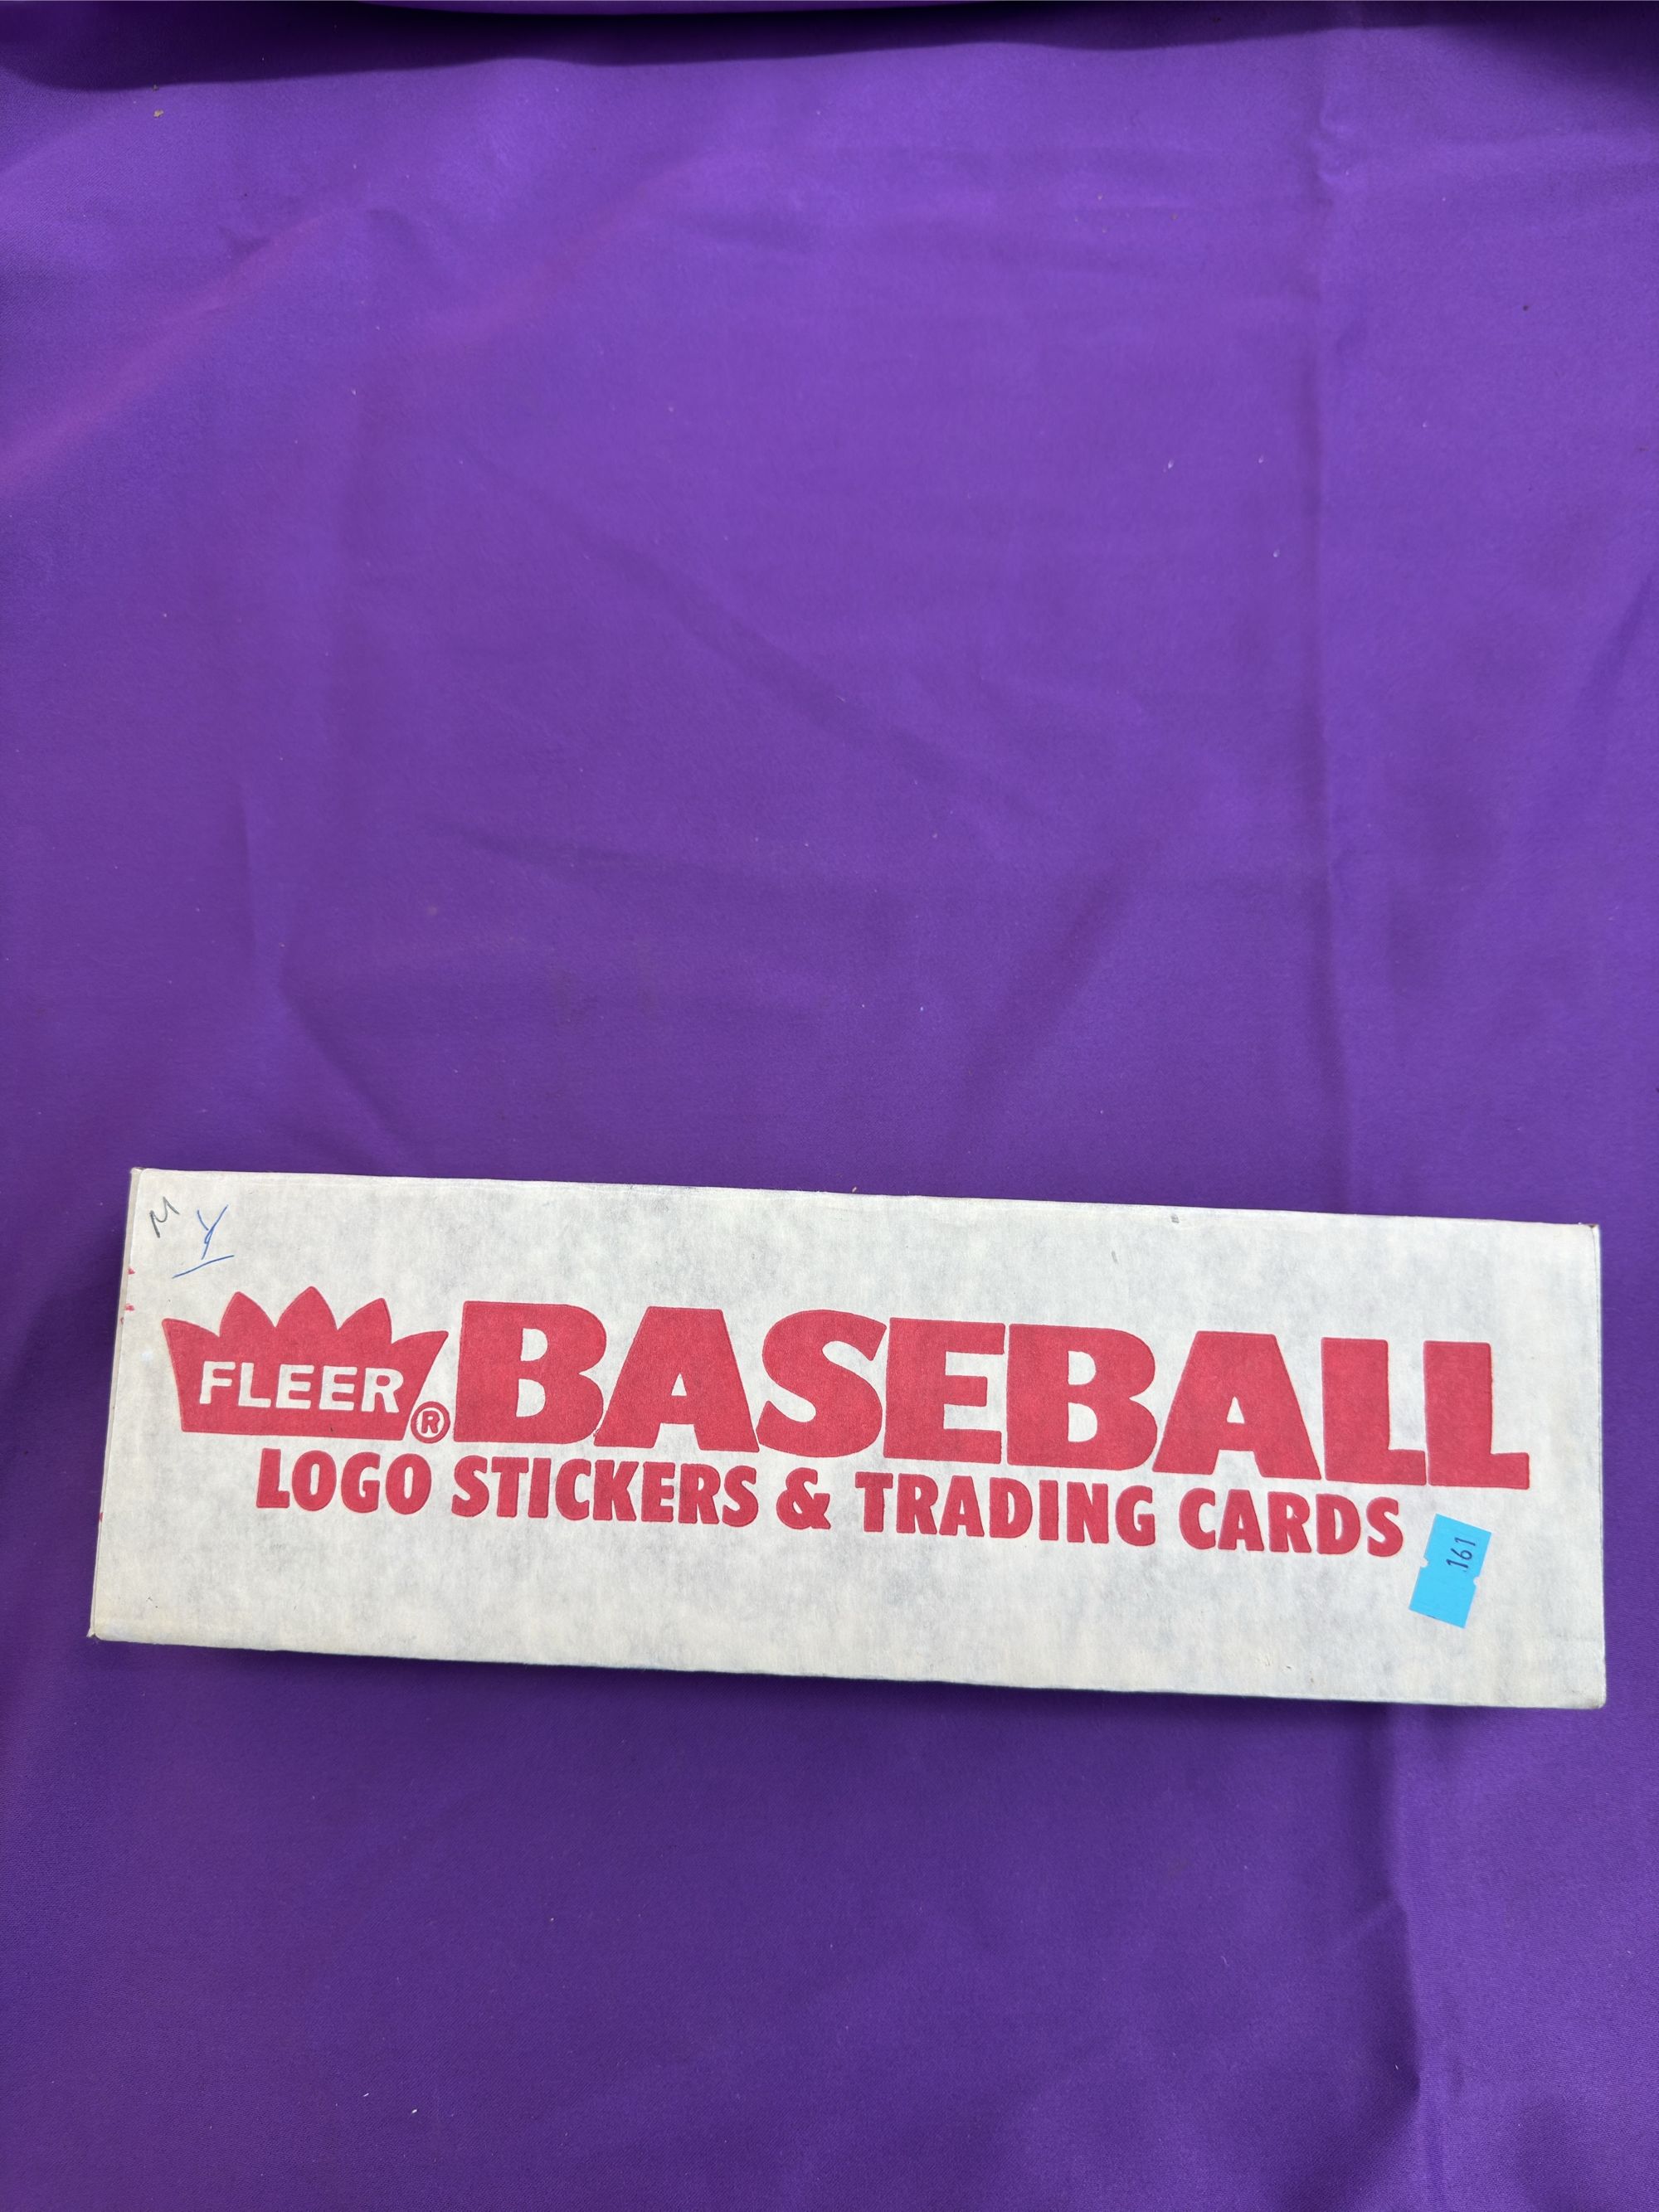 M Y
FLEER® BASEBALL
LOGO STICKERS & TRADING CARDS
161